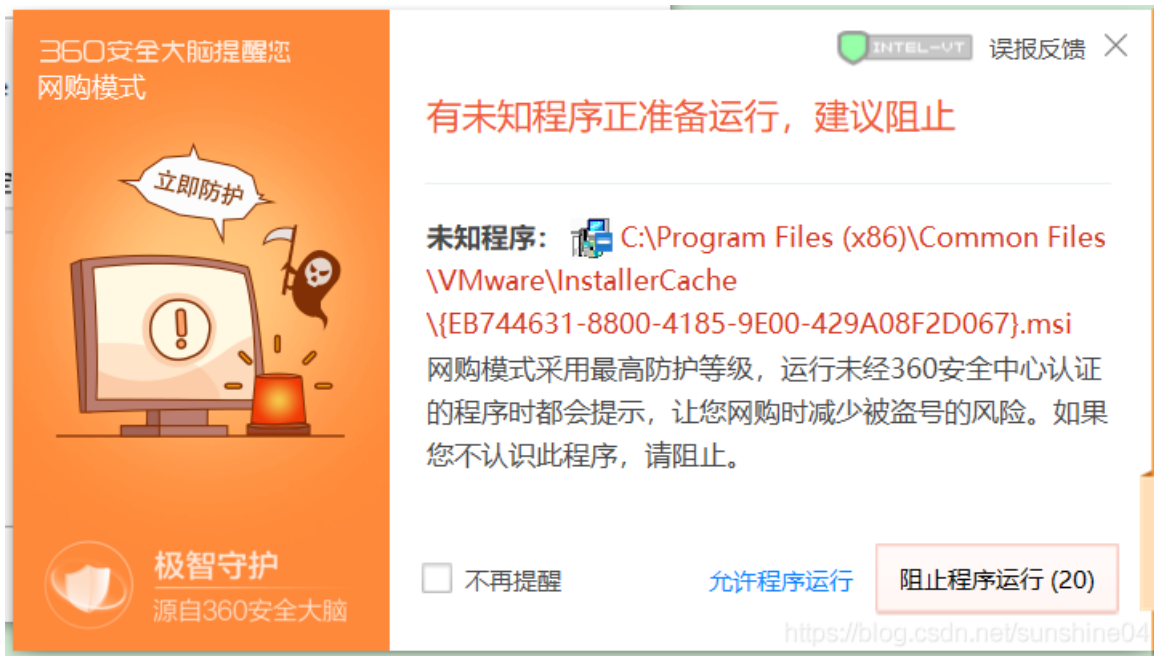 360安全大脑提醒您
网购模式
INTEL-VT 误报反馈
有未知程序正准备运行，建议阻止
立即防护
未知程序： C:\Program Files (x86)\Common Files
\VMware\InstallerCache
\{EB744631-8800-4185-9E00-429A08F2D067}.msi
网购模式采用最高防护等级，运行未经360安全中心认证
的程序时都会提示，让您网购时减少被盗号的风险。如果
您不认识此程序，请阻止。
极智守护
源自360安全大脑
不再提醒 允许程序运行 阻止程序运行 (20)
https://blog.csdn.net/sunshine04